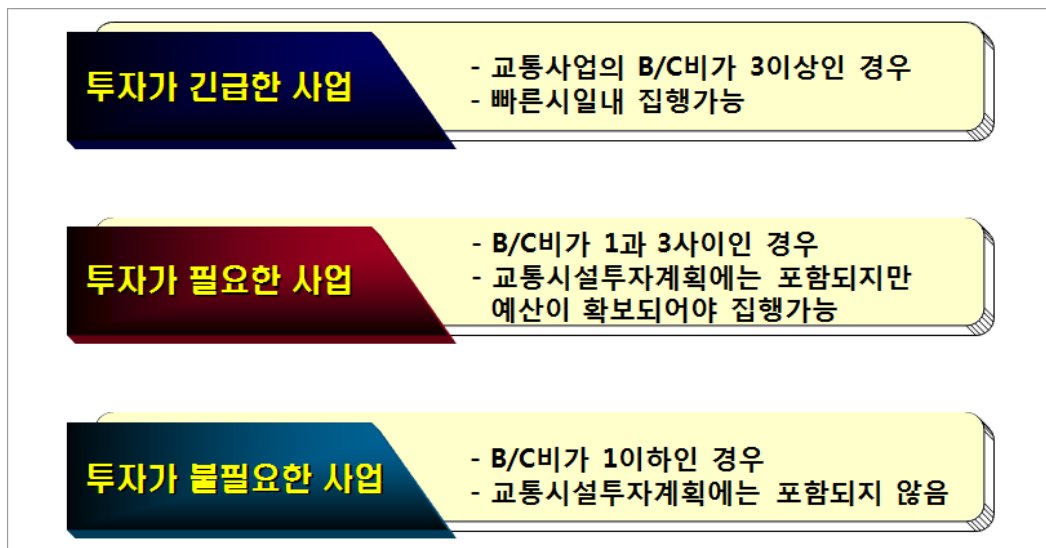 투자가 긴급한 사업
- 교통사업의 B/C비가 3이상인 경우
- 빠른시일내 집행가능
투자가 필요한 사업
- B/C비가 1과 3사이인 경우
- 교통시설투자계획에는 포함되지만
예산이 확보되어야 집행가능
투자가 불필요한 사업
- B/C비가 1이하인 경우
- 교통시설투자계획에는 포함되지 않음